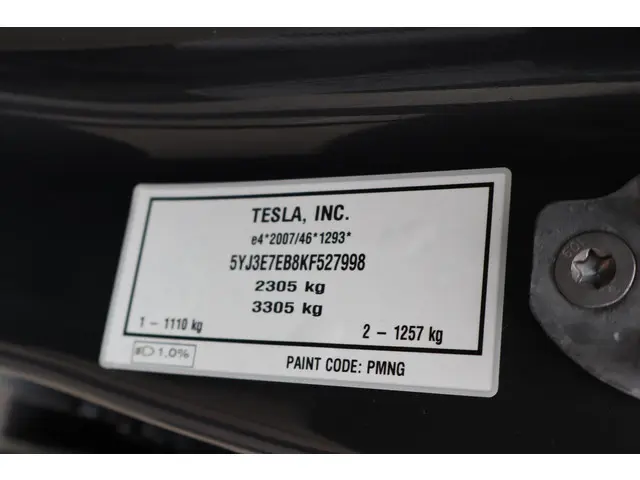 TESLA, INC.
e4*2007/46*1293*
5YJ3E7EB8KF527998
2305 kg
3305 kg
1 - 1110 kg
2 - 1257 kg
1.0%
PAINT CODE: PMNG